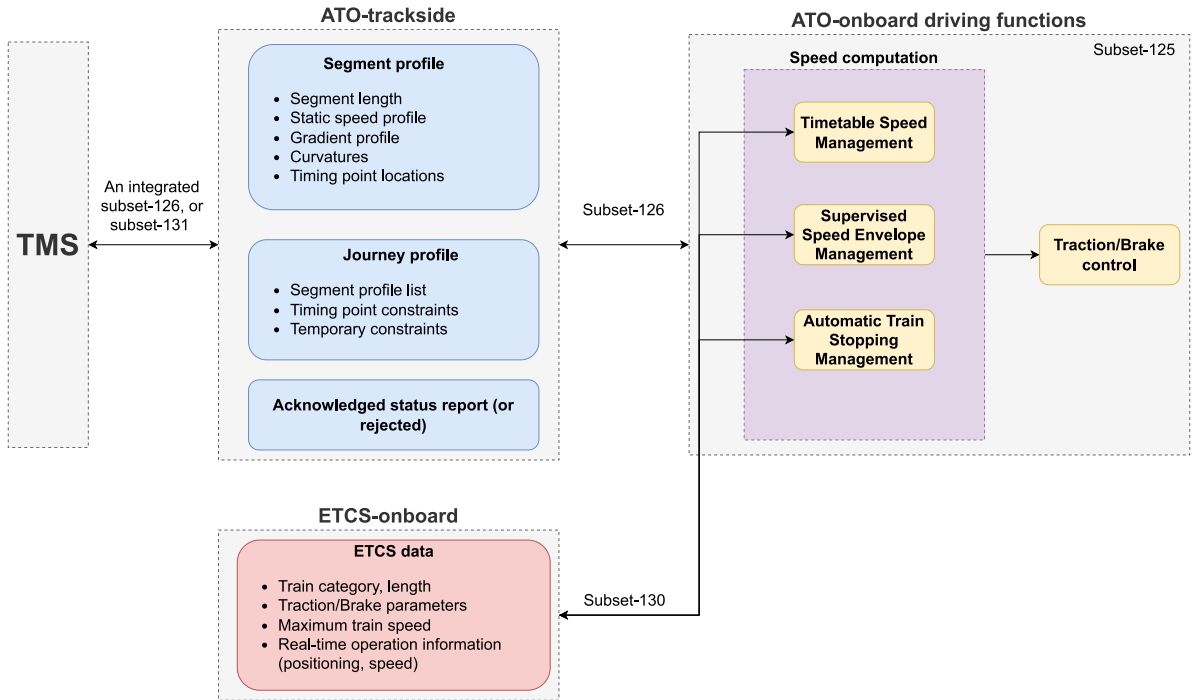 ATO-trackside
ATO-onboard driving functions
Segment profile
• Segment length
• Static speed profile
• Gradient profile
• Curvatures
• Timing point locations
Subset-125
Speed computation
Timetable Speed
Management
An integrated
subset-126, or
subset-131
TMS
Subset-126
Supervised
Speed Envelope
Management
Traction/Brake
control
Journey profile
• Segment profile list
• Timing point constraints
• Temporary constraints
Automatic Train
Stopping
Management
Acknowledged status report (or
rejected)
ETCS-onboard
ETCS data
• Train category, length
• Traction/Brake parameters
• Maximum train speed
• Real-time operation information
(positioning, speed)
Subset-130